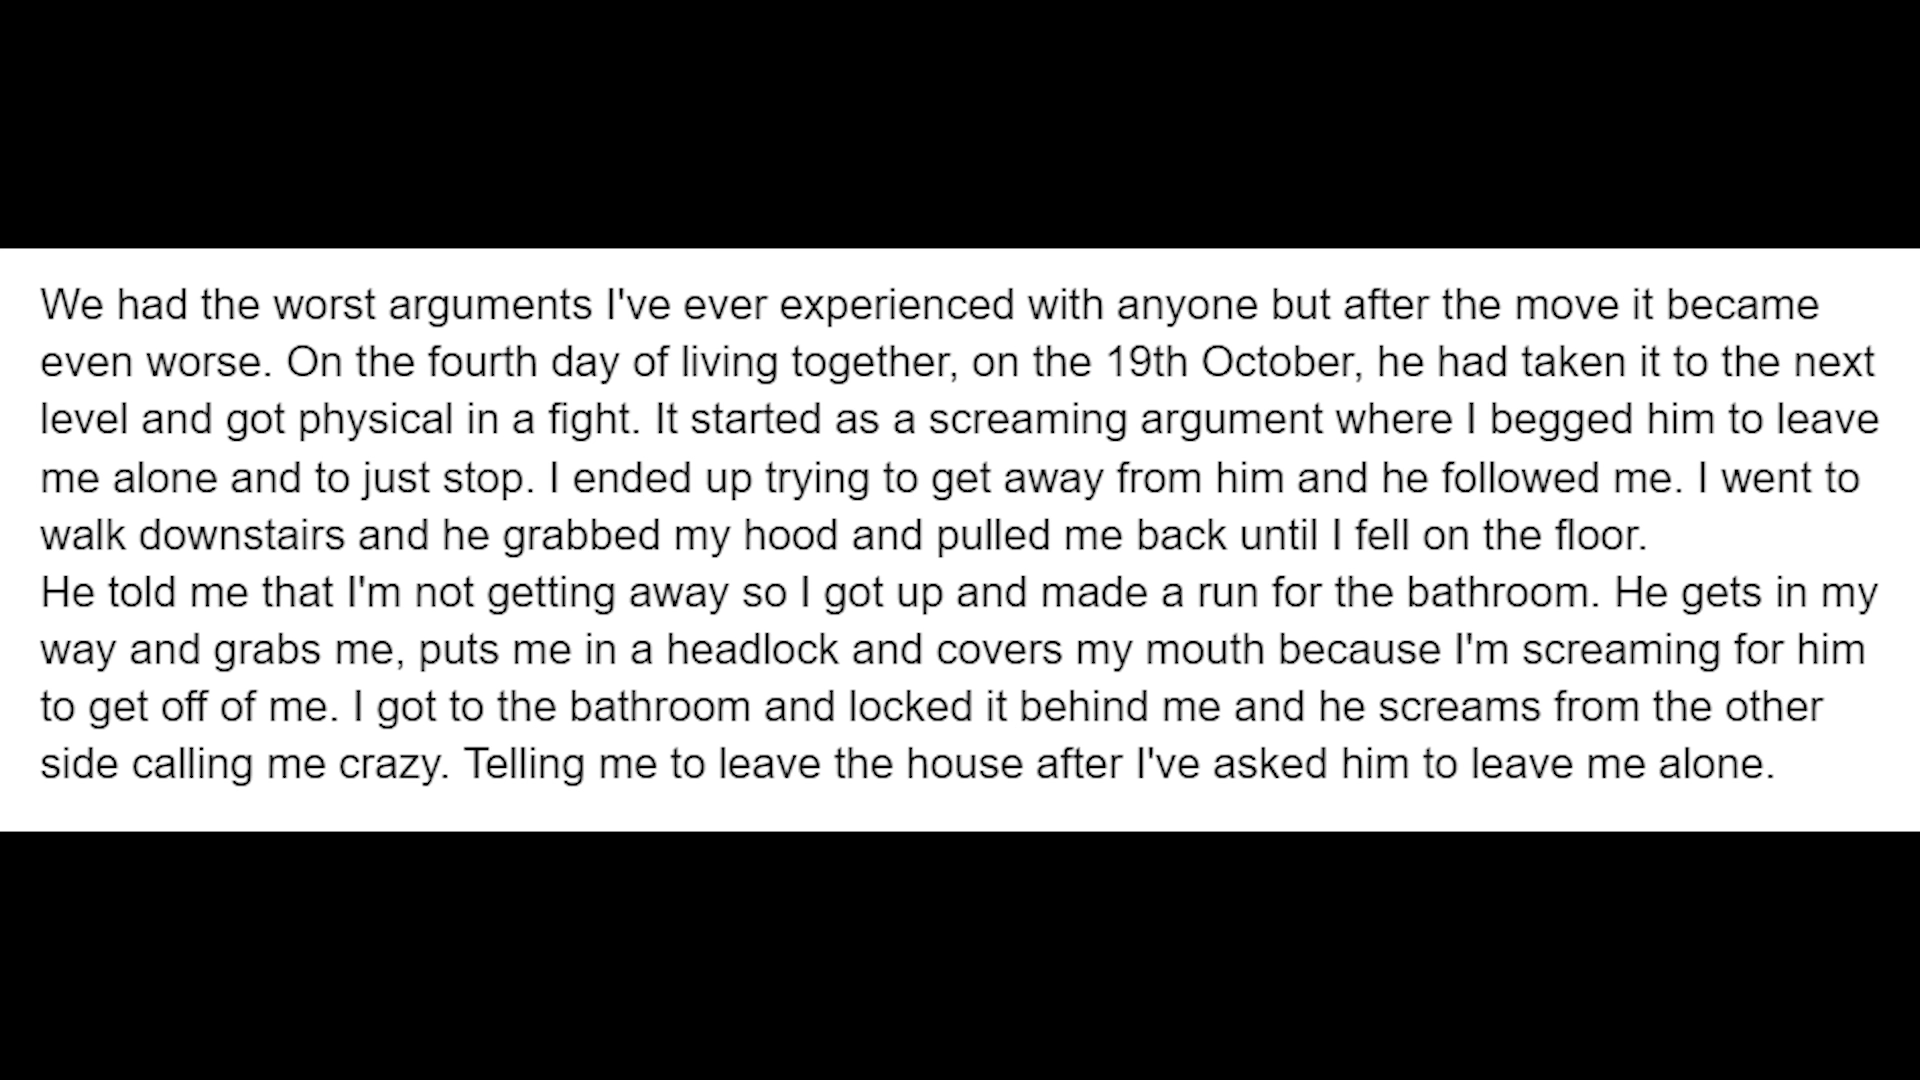 We had the worst arguments I've ever experienced with anyone but after the move it became
even worse. On the fourth day of living together, on the 19th October, he had taken it to the next
level and got physical in a fight. It started as a screaming argument where I begged him to leave
me alone and to just stop. I ended up trying to get away from him and he followed me. I went to
walk downstairs and he grabbed my hood and pulled me back until I fell on the floor.
He told me that I'm not getting away so I got up and made a run for the bathroom. He gets in my
way and grabs me, puts me in a headlock and covers my mouth because I'm screaming for him
to get off of me. I got to the bathroom and locked it behind me and he screams from the other
side calling me crazy. Telling me to leave the house after I've asked him to leave me alone.